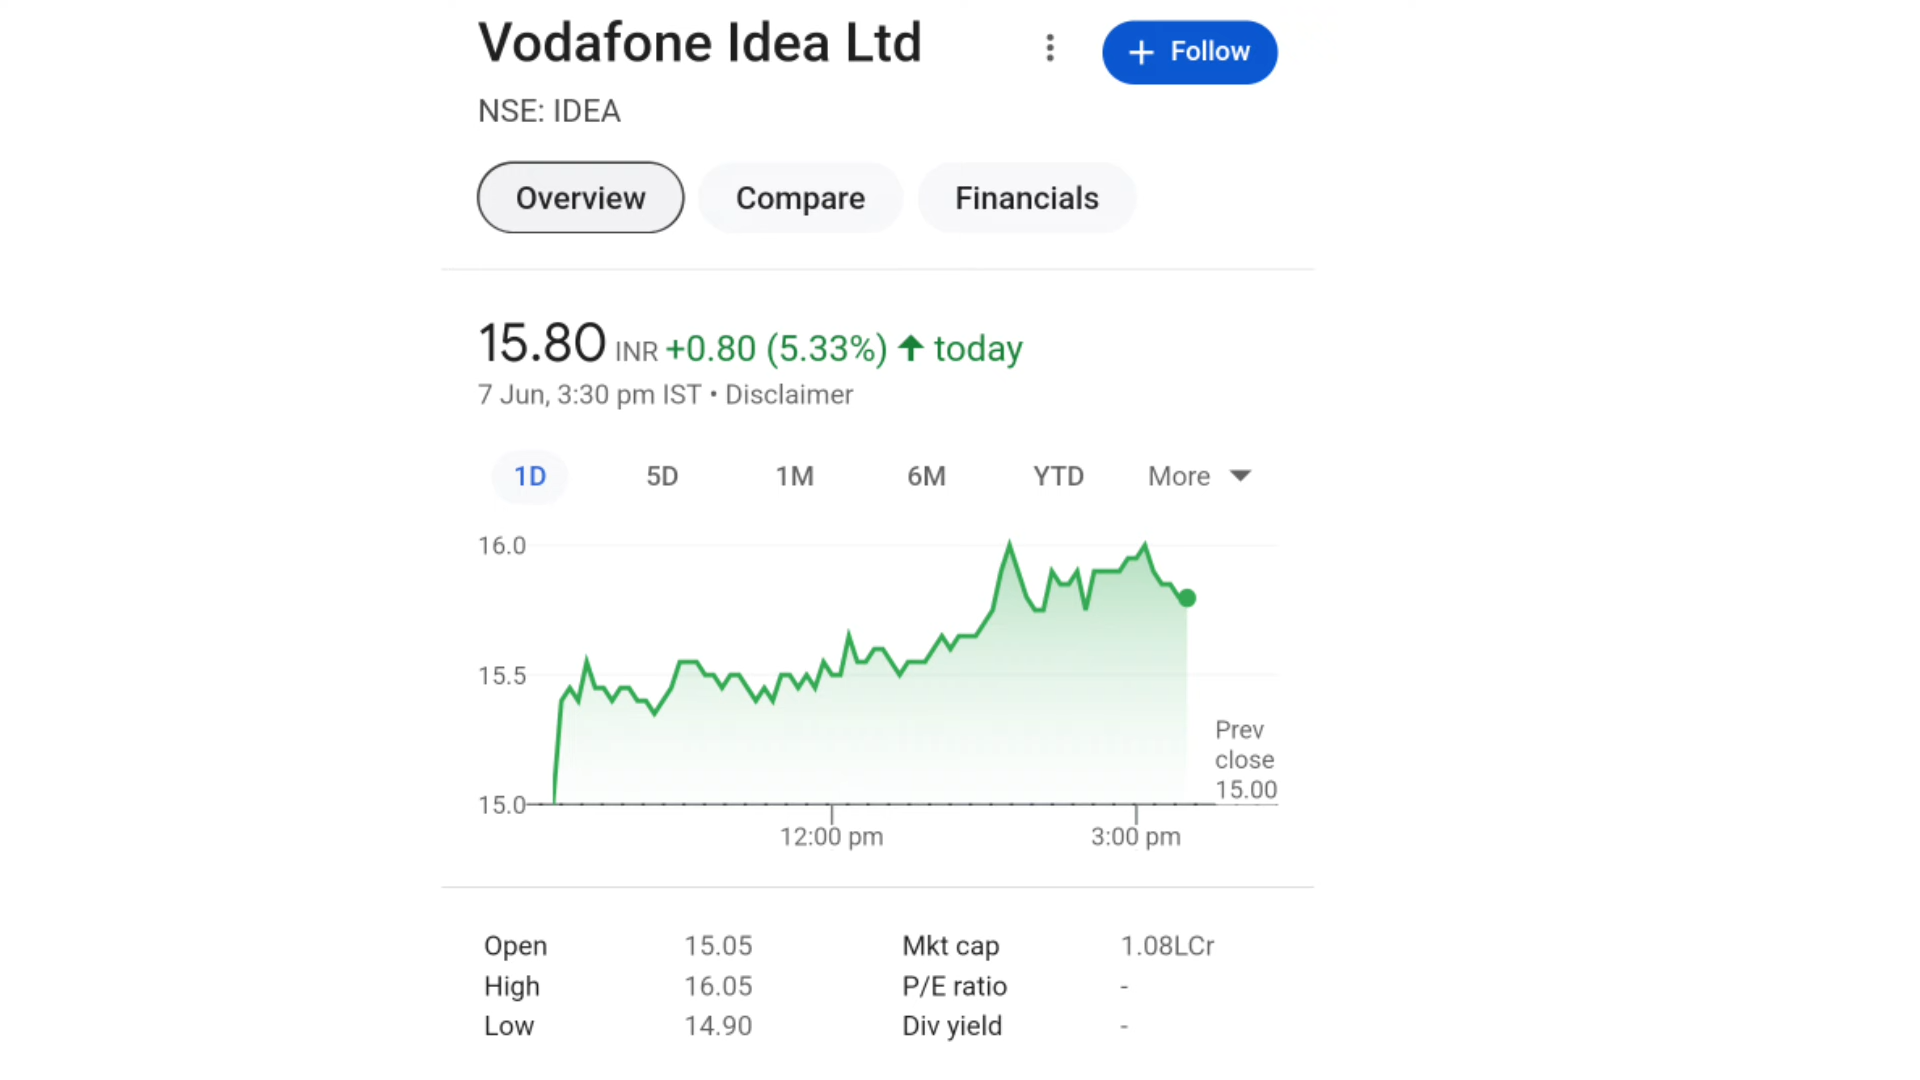 Vodafone Idea Ltd
+ Follow
NSE: IDEA
Overview Compare Financials
15.80 INR +0.80 (5.33%) ↑ today
7 Jun, 3:30 pm IST • Disclaimer
1D 5D 1M 6M YTD More
16.0
15.5
Prev
close
15.00
15.0
12:00 pm 3:00 pm
Open 15.05 Mkt cap 1.08LCr
High 16.05 P/E ratio -
Low 14.90 Div yield -